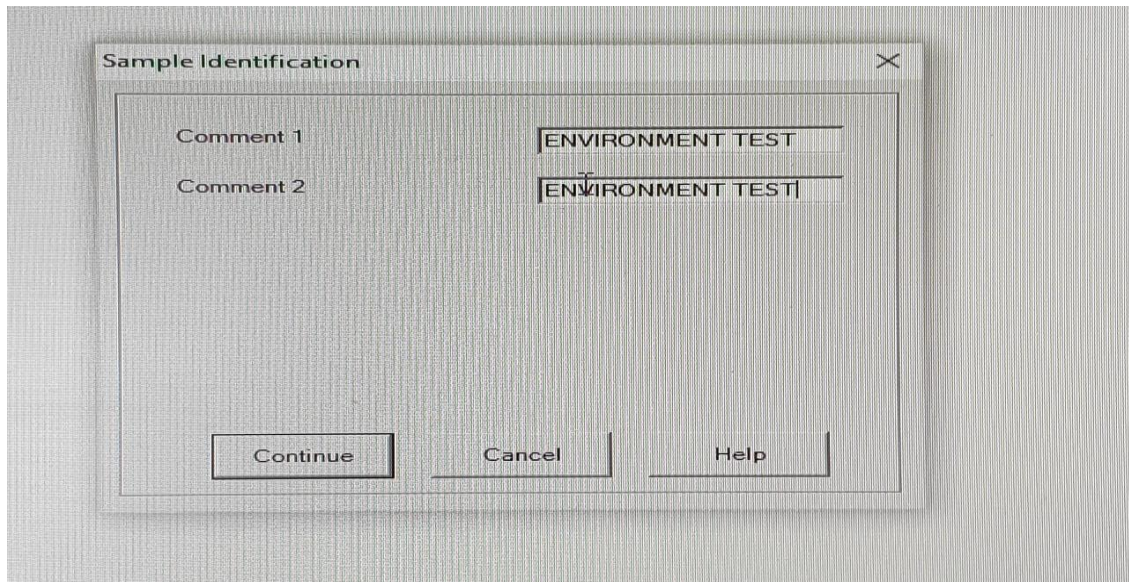 Sample Identification
Comment 1 ENVIRONMENT TEST
Comment 2 ENVIRONMENT TEST
Continue Cancel Help